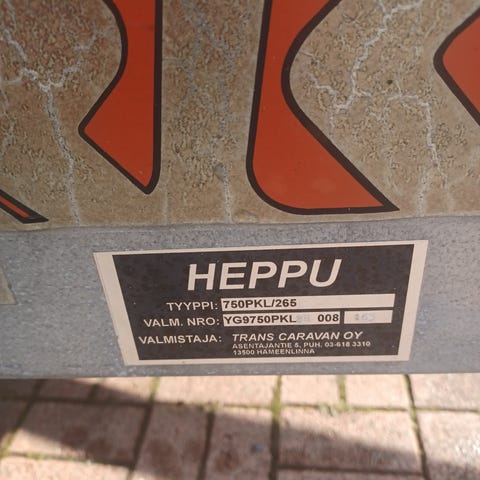 HEPPU
TYYPPI: 750PKL/265
VALM. NRO: YG9750PKL 008
VALMISTAJA: TRANS CARAVAN OY
ASENTAJANTIE 5, PUH. 03-618 3310
13500 HÄMEENLINNA